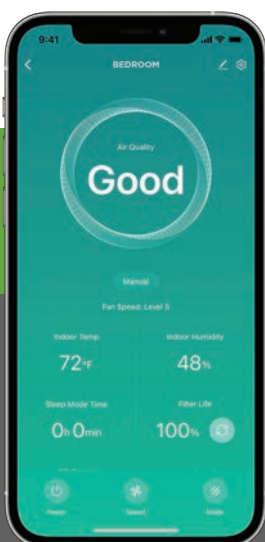 9:41
BEDROOM
Air Quality
Good
Manual
Fan Speed: Level 5
Indoor Temp
Indoor Humidity
72°F
48%
Sleep Mode Time
Filter Life
0h 0min
100%
Power
Speed
Mode